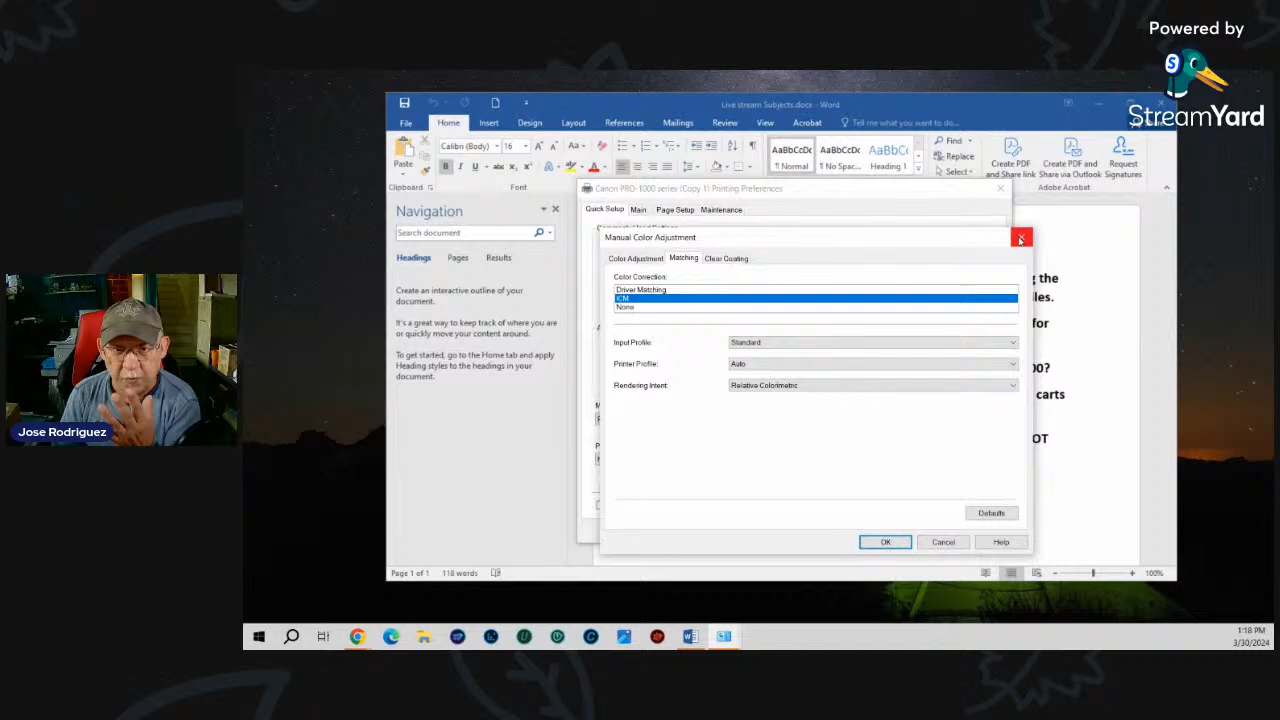 Powered by
StreamYard
Live stream Subjects.docx - Word
File Home Insert Design Layout References Mailings Review View Acrobat Tell me what you want to do...
Paste
Calibri (Body) 16
AaBbCcDc AaBbCcDc AaBbCc
¶ Normal ¶ No Spac... Heading 1
Find
Replace
Select
Create PDF and Share link
Create PDF and Share via Outlook
Request Signatures
Clipboard Font Adobe Acrobat
Navigation
Search document
Headings Pages Results
Create an interactive outline of your
document.
It's a great way to keep track of where you are
or quickly move your content around.
To get started, go to the Home tab and apply
Heading styles to the headings in your
document.
Canon PRO-1000 series (Copy 1) Printing Preferences
Quick Setup Main Page Setup Maintenance
Manual Color Adjustment
Color Adjustment Matching Clear Coating
Color Correction:
Driver Matching
ICM
None
Input Profile: Standard
Printer Profile: Auto
Rendering Intent: Relative Colorimetric
Defaults
OK Cancel Help
g the
les.
for
00?
carts
OT
Jose Rodriguez
Page 1 of 1 118 words
100%
1:18 PM
3/30/2024